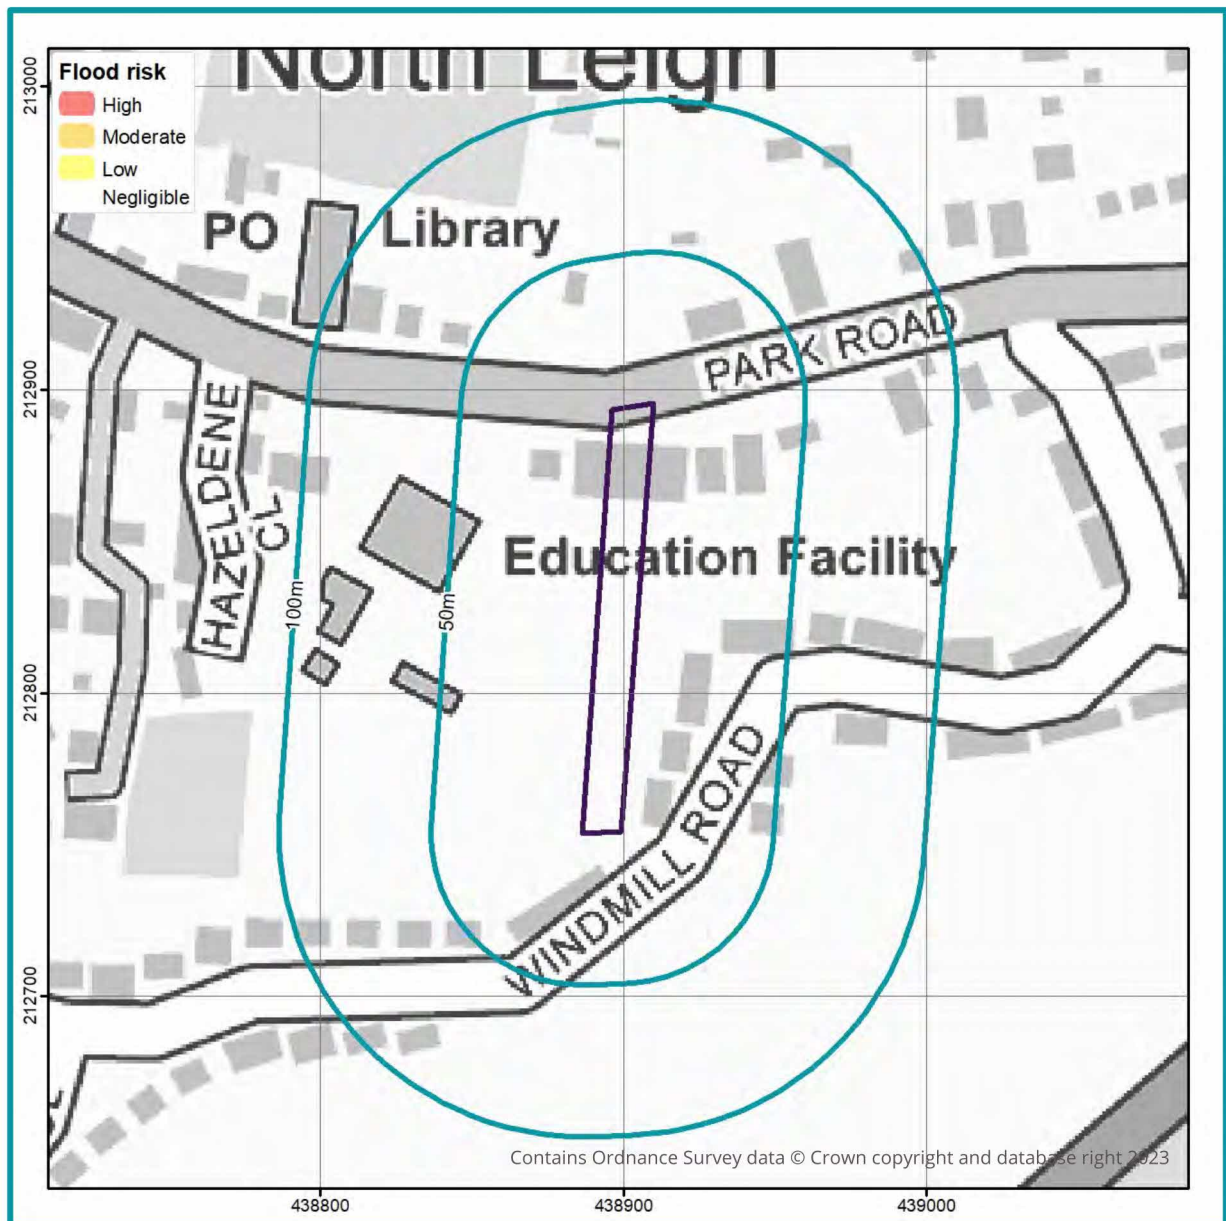 North Leigh
Flood risk
High
Moderate
Low
Negligible
PO
Library
PARK ROAD
HAZELDENE
CL
Education Facility
100m
50m
WINDMILL ROAD
Contains Ordnance Survey data © Crown copyright and database right 2023
213000
212900
212800
212700
438800
438900
439000